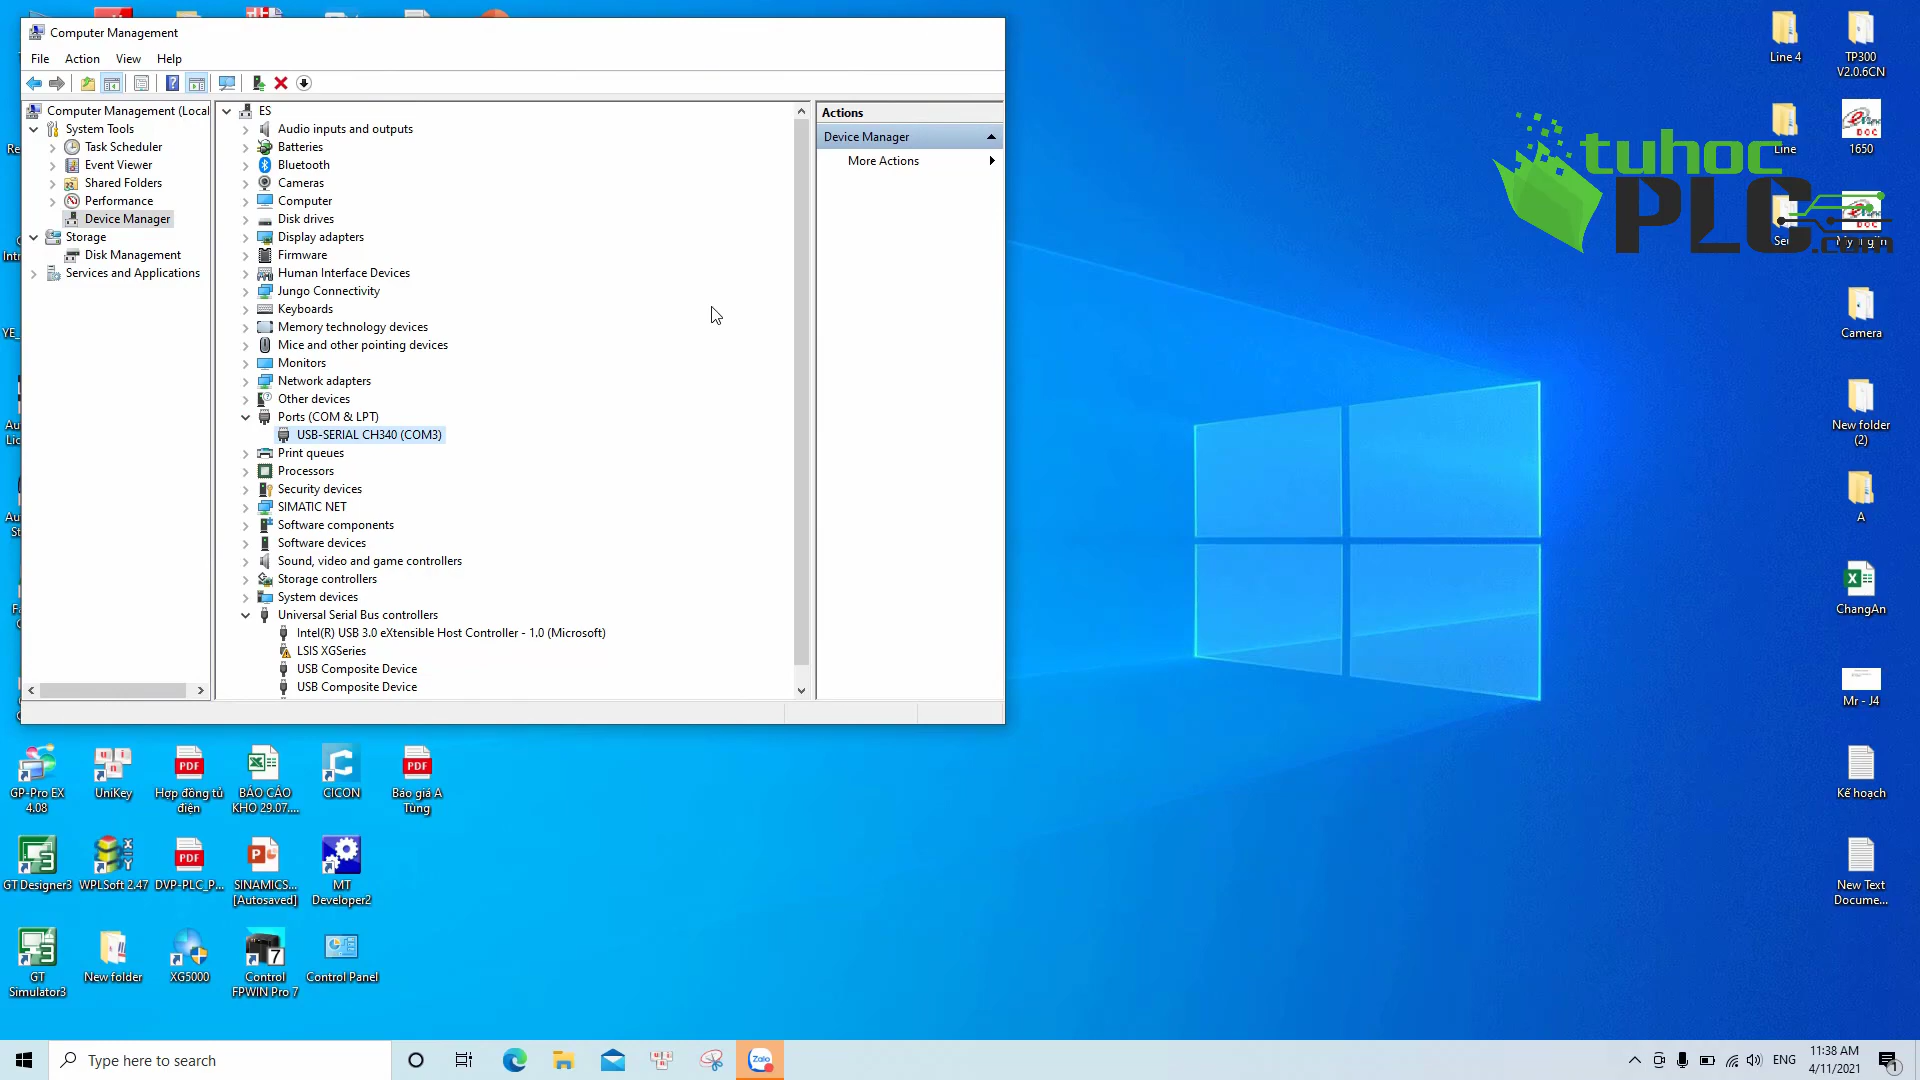 Computer Management
File Action View Help
Computer Management (Local
System Tools
Task Scheduler
Event Viewer
Shared Folders
Performance
Device Manager
Storage
Disk Management
Services and Applications
ES
Audio inputs and outputs
Batteries
Bluetooth
Cameras
Computer
Disk drives
Display adapters
Firmware
Human Interface Devices
Jungo Connectivity
Keyboards
Memory technology devices
Mice and other pointing devices
Monitors
Network adapters
Other devices
Ports (COM & LPT)
USB-SERIAL CH340 (COM3)
Print queues
Processors
Security devices
SIMATIC NET
Software components
Software devices
Sound, video and game controllers
Storage controllers
System devices
Universal Serial Bus controllers
Intel(R) USB 3.0 eXtensible Host Controller - 1.0 (Microsoft)
LSIS XGSeries
USB Composite Device
USB Composite Device
Actions
Device Manager
More Actions
Line 4
TP300
V2.0.6CN
Line
eView
DOC
1650
tuhoc
PLC
.com
Camera
New folder
(2)
A
ChangAn
Mr - J4
Kế hoạch
New Text
Docume...
GP-Pro EX
4.08
UniKey
PDF
Hợp đồng tủ
điện
BÁO CÁO
KHO 29.07....
CICON
PDF
Báo giá A
Tùng
GT Designer3
WPLSoft 2.47
PDF
DVP-PLC_P...
SINAMICS...
[Autosaved]
MT
Developer2
GT
Simulator3
New folder
XG5000
7
Control
FPWIN Pro 7
Control Panel
Type here to search
Zalo
ENG
11:38 AM
4/11/2021
1